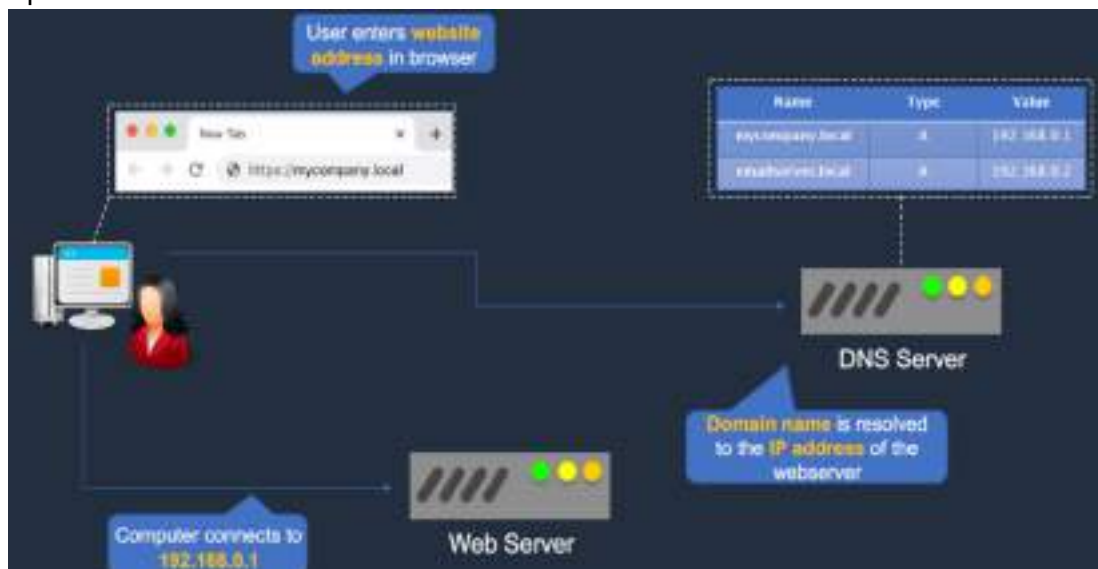 User enters website
address in browser
New Tab
https://mycompany.local
Name Type Value
mycompany.local A 192.168.0.1
emailserver.local A 192.168.0.2
DNS Server
Domain name is resolved
to the IP address of the
webserver
Web Server
Computer connects to
192.168.0.1